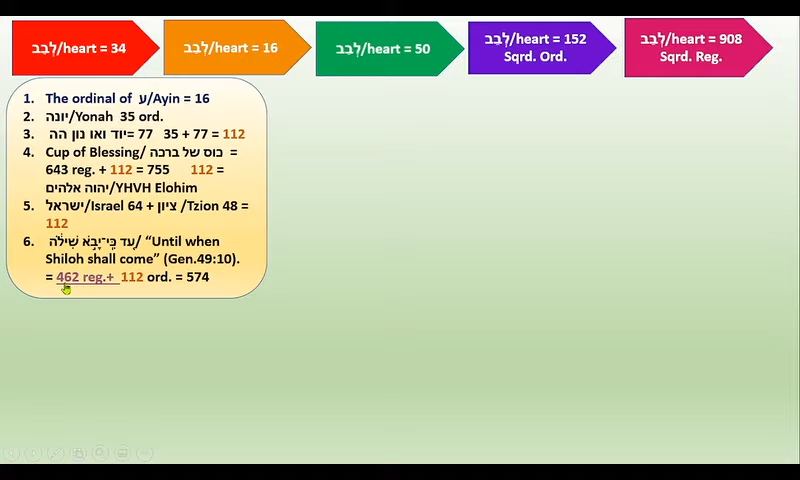 לְבַב/heart = 34
לְבַב/heart = 16
לְבַב/heart = 50
לְבַב/heart = 152
Sqrd. Ord.
לְבַב/heart = 908
Sqrd. Reg.
1. The ordinal of ע/Ayin = 16
2. יונה/Yonah 35 ord.
3. יוד ואו נון הה =77 35 + 77 = 112
4. Cup of Blessing/ כוס של ברכה =
643 reg. + 112 = 755 112 =
יהוה אלהים/YHVH Elohim
5. ישראל/Israel 64 + ציון /Tzion 48 =
112
6. עַ֚ד כִּֽי־יָבֹ֣א שִׁילֹ֔ה / “Until when
Shiloh shall come” (Gen.49:10).
= 462 reg.+ 112 ord. = 574